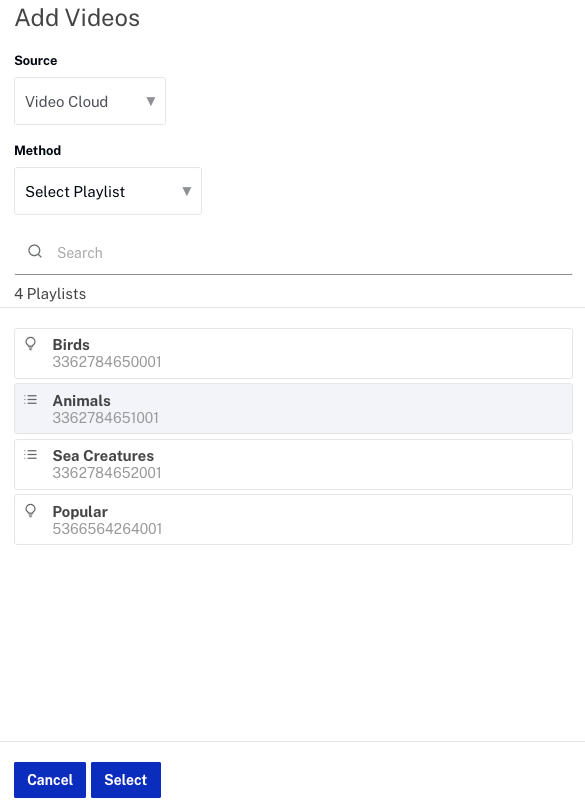 Add Videos
Source
Video Cloud
Method
Select Playlist
Search
4 Playlists
Birds
3362784650001
Animals
3362784651001
Sea Creatures
3362784652001
Popular
5366564264001
Cancel Select